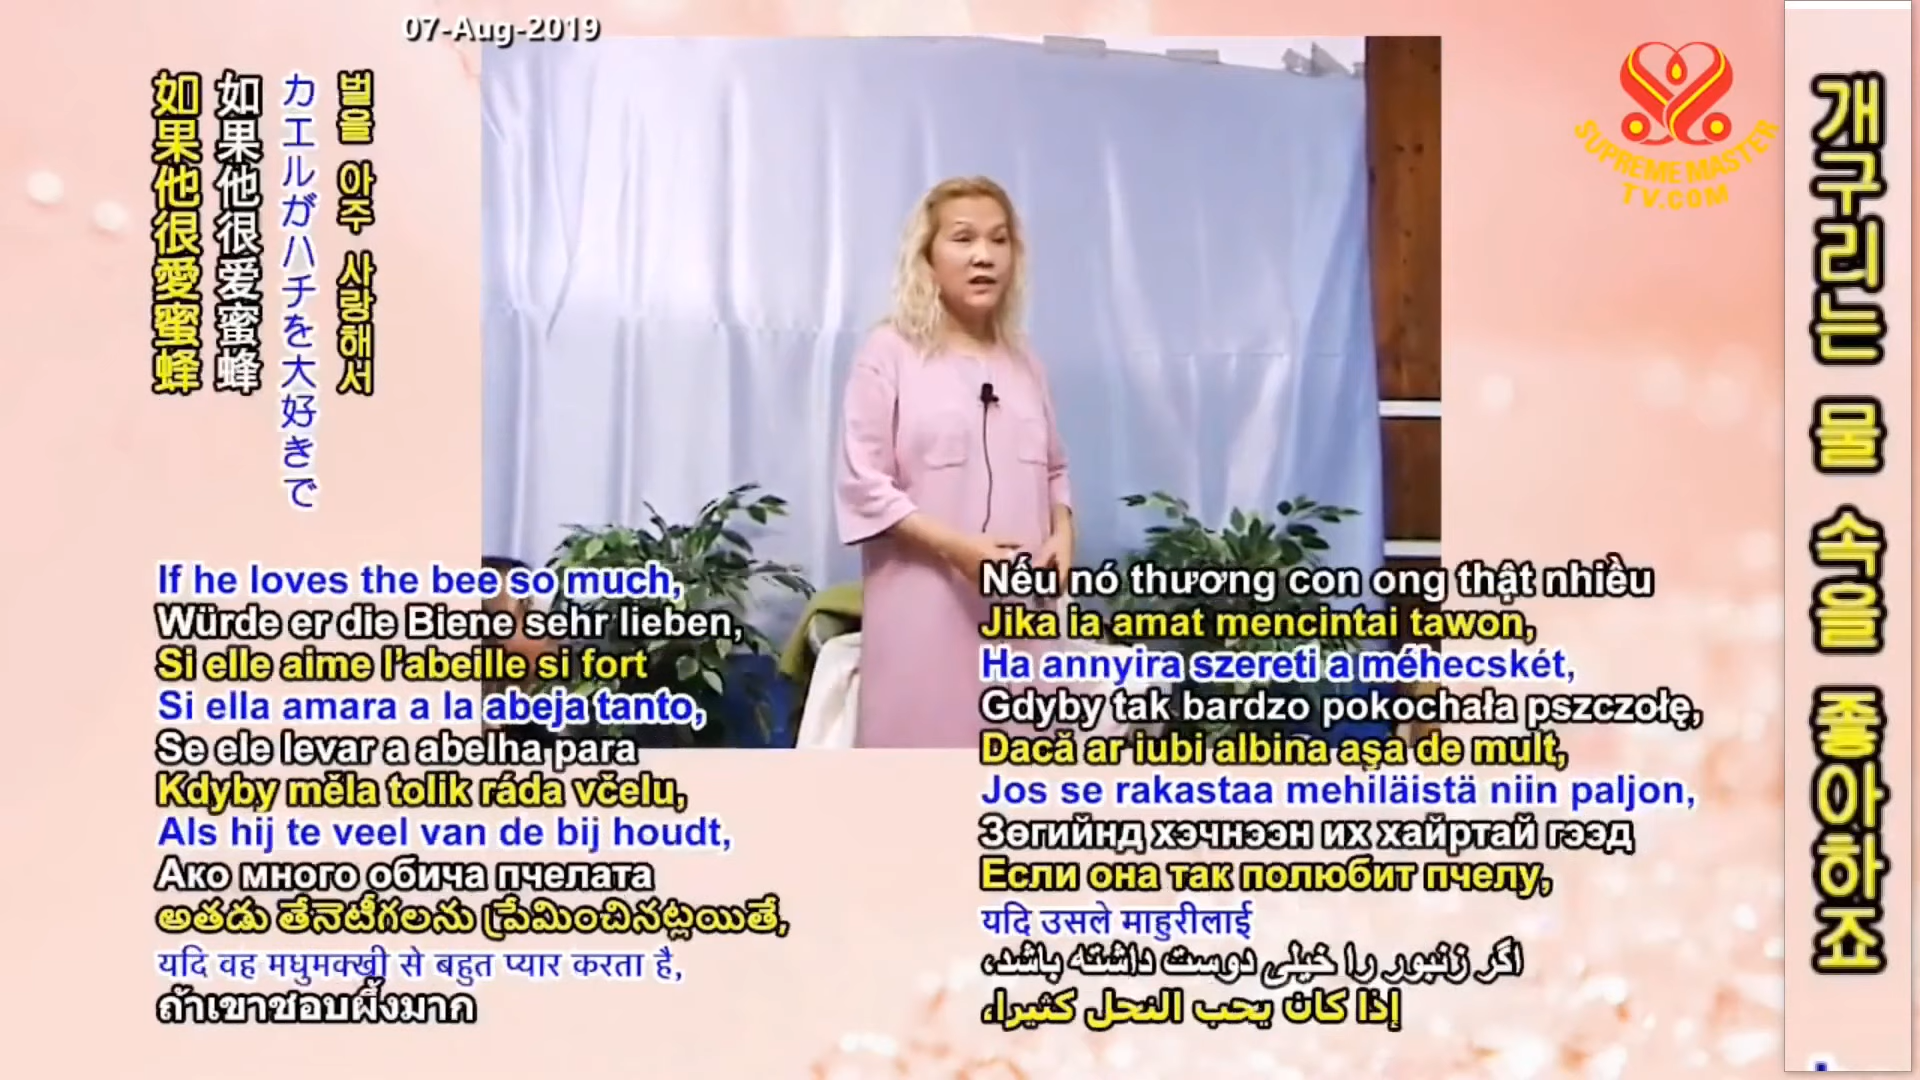 07-Aug-2019
如果他很愛蜜蜂
如果他很爱蜜蜂
カエルがハチを大好きで
벌을 아주 사랑해서
SUPREME MASTER
TV.COM
개구리는 물 속을 좋아하죠
If he loves the bee so much,
Würde er die Biene sehr lieben,
Si elle aime l'abeille si fort
Si ella amara a la abeja tanto,
Se ele levar a abelha para
Kdyby měla tolik ráda včelu,
Als hij te veel van de bij houdt,
Ако много обича пчелата
అతడు తేనెటీగలను ప్రేమించినట్లయితే,
यदि वह मधुमक्खी से बहुत प्यार करता है,
ถ้าเขาชอบผึ้งมาก
Nếu nó thương con ong thật nhiều
Jika ia amat mencintai tawon,
Ha annyira szereti a méhecskét,
Gdyby tak bardzo pokochała pszczołę,
Dacă ar iubi albina așa de mult,
Jos se rakastaa mehiläistä niin paljon,
Зөгийнд хэчнээн их хайртай гээд
Если она так полюбит пчелу,
यदि उसले माहुरीलाई
اگر زنبور را خیلی دوست داشته باشد،
إذا كان يحب النحل كثيرا،